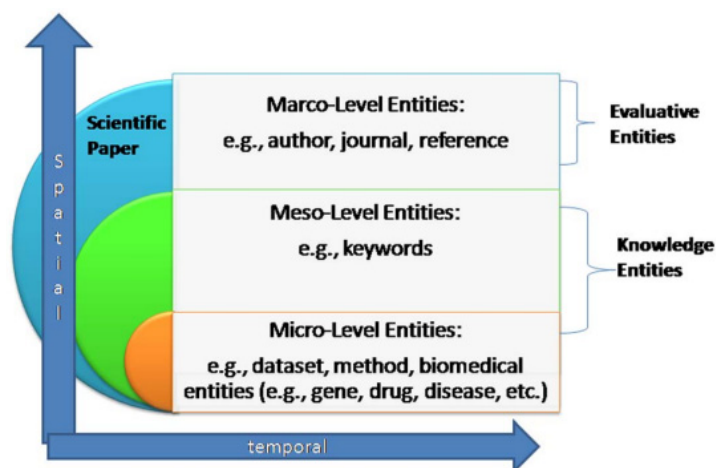 Spatial
Scientific
Paper
Marco-Level Entities:
e.g., author, journal, reference
Evaluative
Entities
Meso-Level Entities:
e.g., keywords
Knowledge
Entities
Micro-Level Entities:
e.g., dataset, method, biomedical
entities (e.g., gene, drug, disease, etc.)
temporal